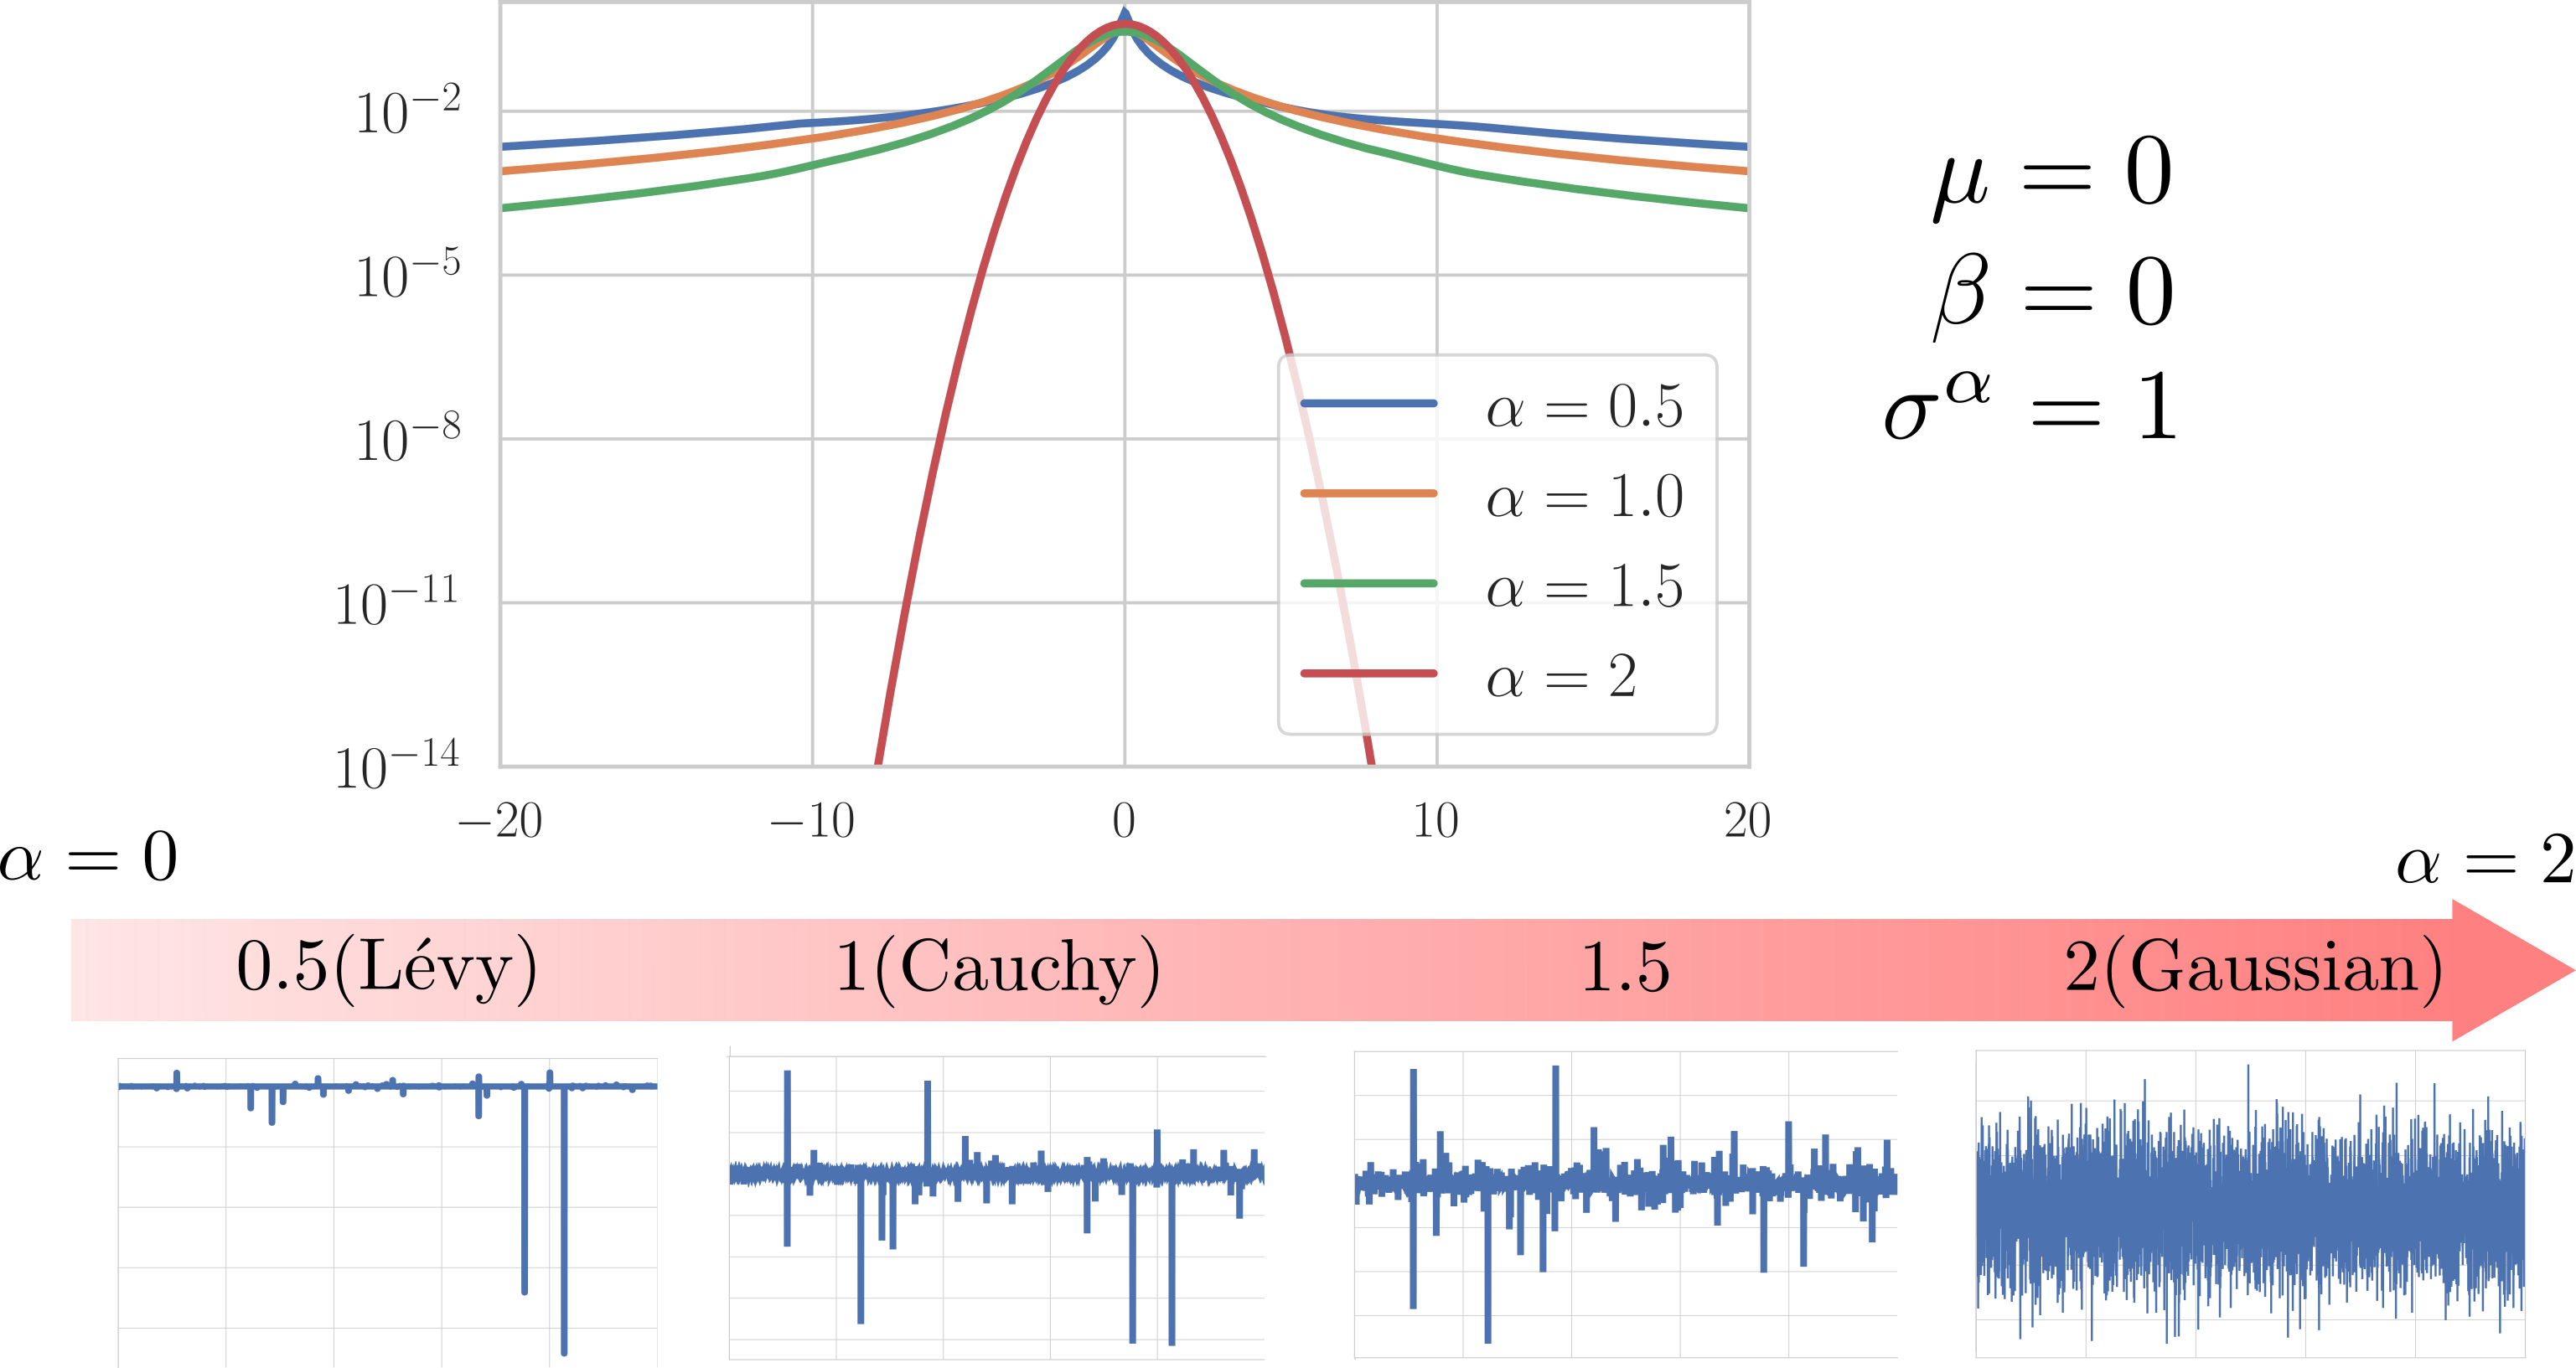 10⁻²
10⁻⁵
10⁻⁸
10⁻¹¹
10⁻¹⁴
−20 −10 0 10 20
α = 0.5
α = 1.0
α = 1.5
α = 2
μ = 0
β = 0
σ^α = 1
α = 0
α = 2
0.5(Lévy) 1(Cauchy) 1.5 2(Gaussian)